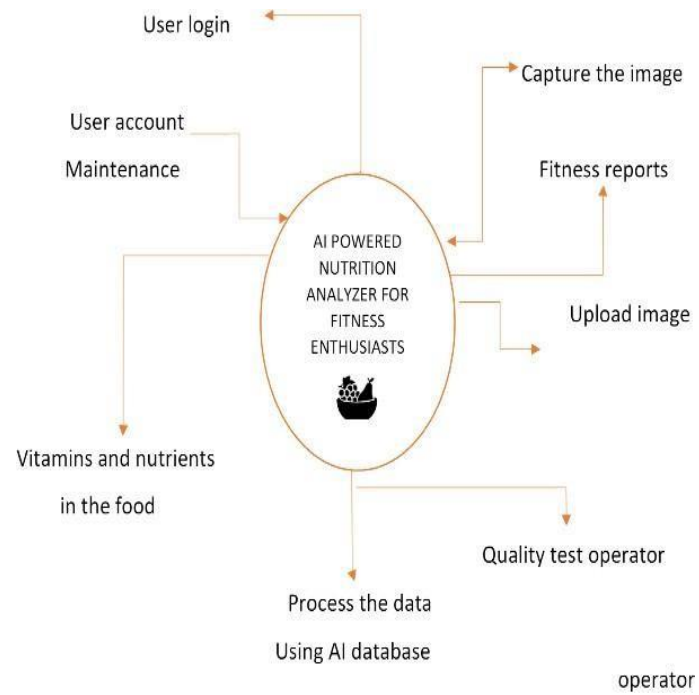 User login
Capture the image
User account
Maintenance
Fitness reports
AI POWERED
NUTRITION
ANALYZER FOR
FITNESS
ENTHUSIASTS
Upload image
Vitamins and nutrients
in the food
Quality test operator
Process the data
Using AI database
operator